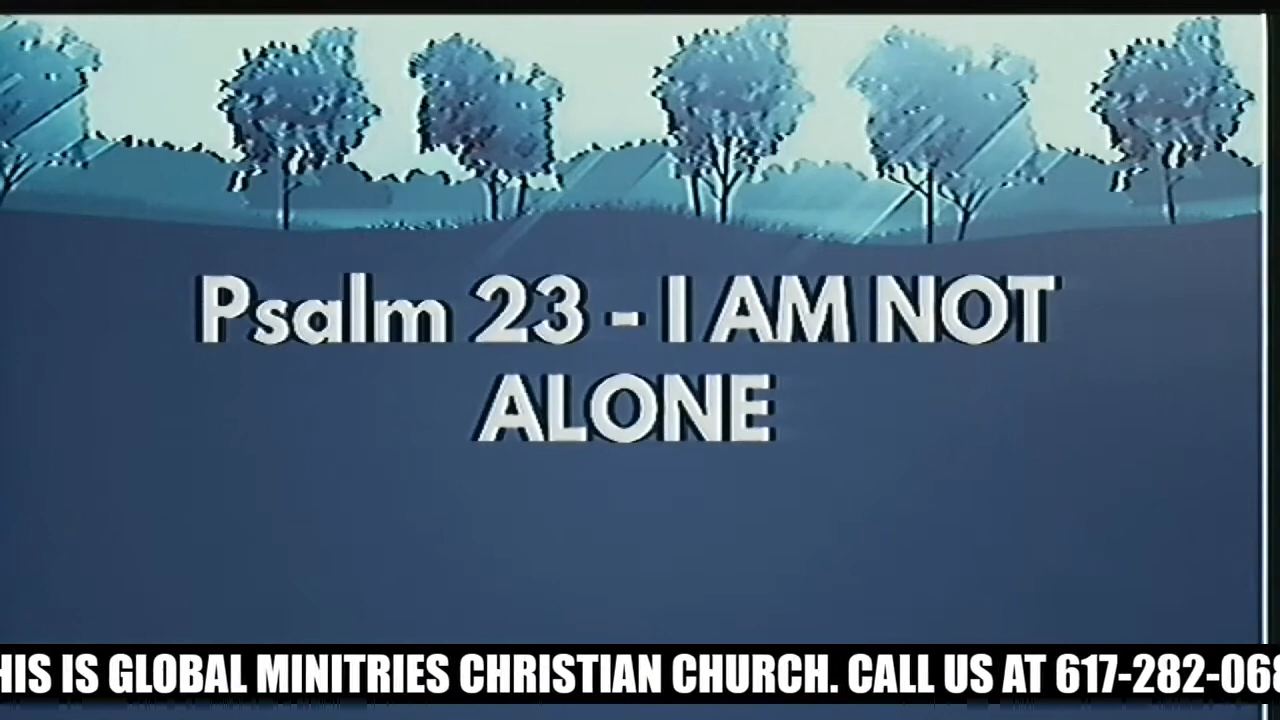 Psalm 23 - I AM NOT
ALONE
HIS IS GLOBAL MINITRIES CHRISTIAN CHURCH. CALL US AT 617-282-068